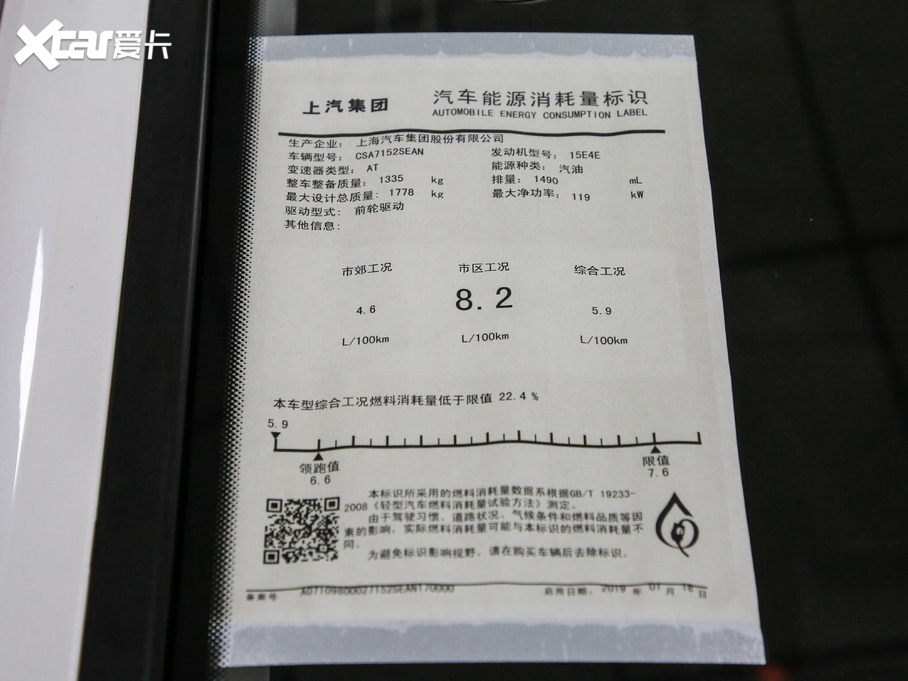 Xcar爱卡
上汽集团
汽车能源消耗量标识
AUTOMOBILE ENERGY CONSUMPTION LABEL
生产企业: 上海汽车集团股份有限公司
车辆型号: CSA7152SEAN 发动机型号: 15E4E
变速器类型: AT 能源种类: 汽油
整车整备质量: 1335 kg 排量: 1490 mL
最大设计总质量: 1778 kg 最大净功率: 119 kW
驱动型式: 前轮驱动
其他信息:
市郊工况 市区工况 综合工况
4.6 8.2 5.9
L/100km L/100km L/100km
本车型综合工况燃料消耗量低于限值 22.4 %
5.9
领跑值 限值
6.6 7.6
本标识所采用的燃料消耗量数据系根据GB/T 19233-
2008《轻型汽车燃料消耗量试验方法》测定。
由于驾驶习惯、道路状况、气候条件和燃料品质等因
素的影响,实际燃料消耗量可能与本标识的燃料消耗量不
同。
为避免标识影响视野,请在购买车辆后去除标识。
备案号 A07109800027152SEAN170000 启用日期: 2019 年 01 月 18 日